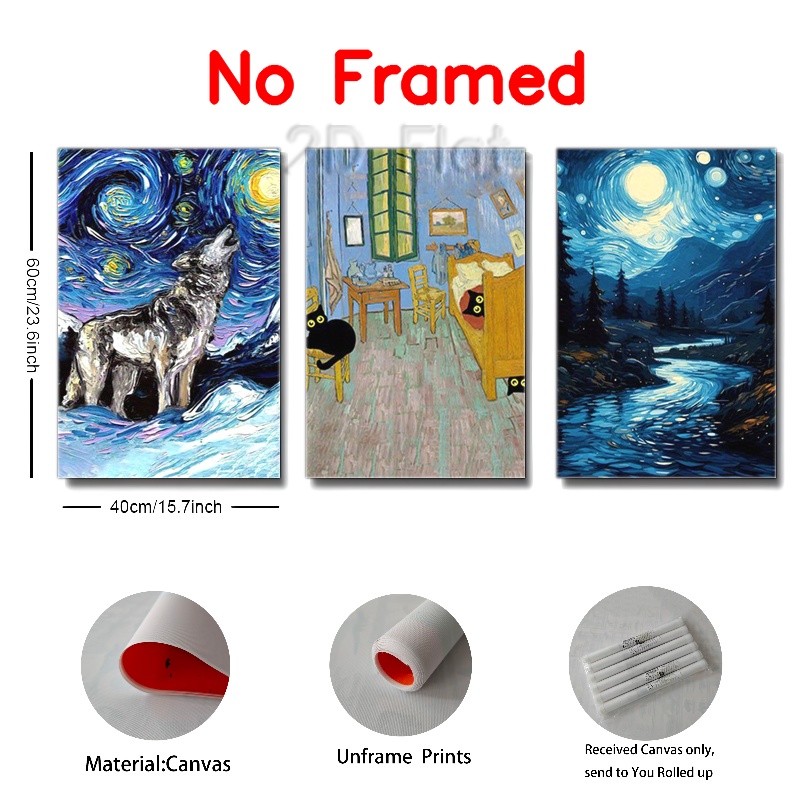 No Framed
2D Flat
60cm/23.6inch
40cm/15.7inch
Material:Canvas
Unframe Prints
Received Canvas only,
send to You Rolled up